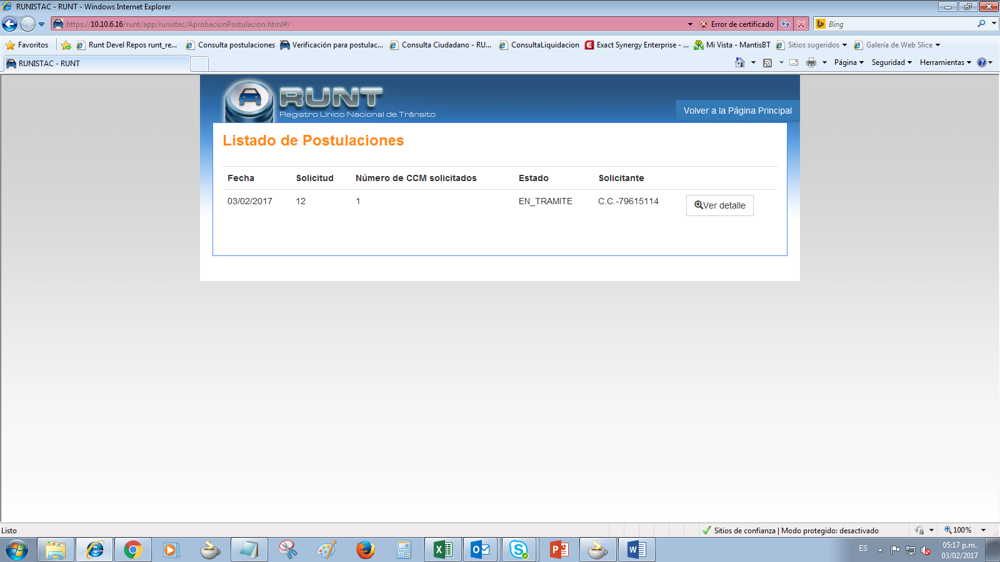 RUNISTAC - RUNT - Windows Internet Explorer
https://10.10.6.16/runt/app/runistac/AprobacionPostulacion.html#/
Error de certificado
Bing
Favoritos
Runt Devel Repos runt_re...
Consulta postulaciones
Verificación para postulac...
Consulta Ciudadano - RU...
ConsultaLiquidacion
Exact Synergy Enterprise - ...
Mi Vista - MantisBT
Sitios sugeridos
Galería de Web Slice
RUNISTAC - RUNT
Página
Seguridad
Herramientas
RUNT
Registro Unico Nacional de Tránsito
Volver a la Página Principal
Listado de Postulaciones
Fecha Solicitud Número de CCM solicitados Estado Solicitante
03/02/2017 12 1 EN_TRAMITE C.C.-79615114 Ver detalle
Listo
Sitios de confianza | Modo protegido: desactivado
100%
ES
05:17 p.m.
03/02/2017